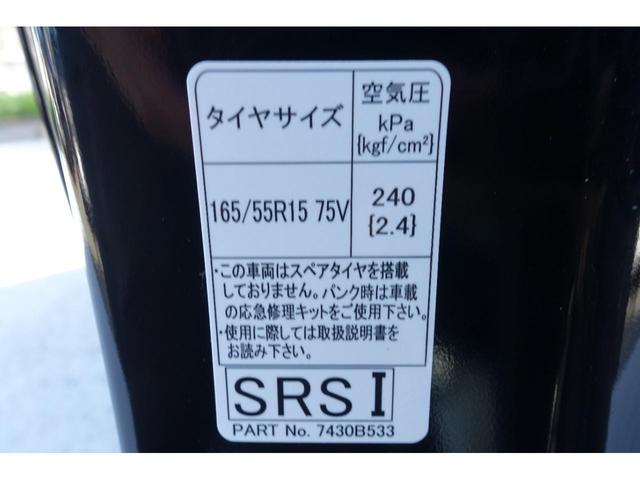 タイヤサイズ
空気圧
kPa
{kgf/cm²}
165/55R15 75V
240
{2.4}
・この車両はスペアタイヤを搭載
しておりません。パンク時は車載
の応急修理キットをご使用下さい。
・使用に際しては取扱説明書を
お読み下さい。
SRS I
PART No. 7430B533